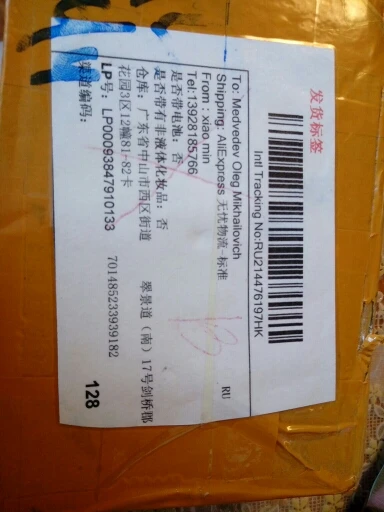 发货标签
Intl Tracking No:RU214476197HK
RU
To: Medvedev Oleg Mikhailovich
Shipping: AliExpress 无忧物流-标准
From : xiao,min
Tel:13928185766
是否带电池: 否
是否带有非液体化妆品: 否
仓库: 广东省中山市西区街道 翠景道（南）17号剑桥郡
花园3区12幢81-82卡
LP号: LP00093847910133 701485233939182
渠道编码: 128